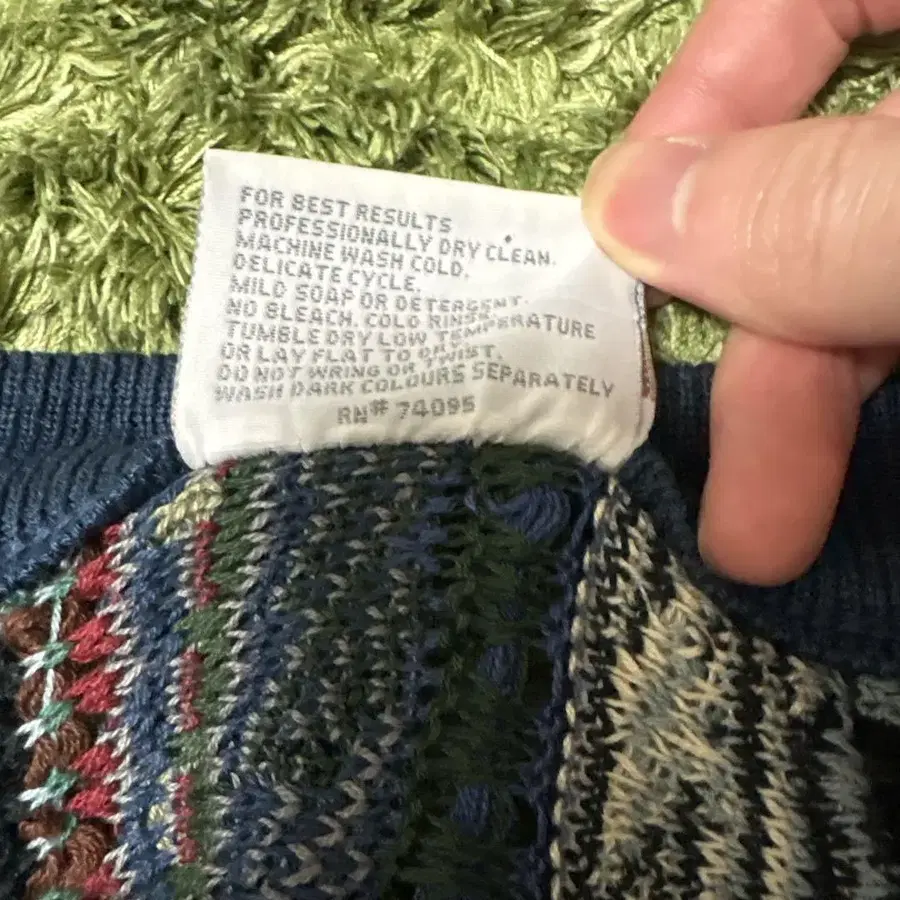 FOR BEST RESULTS
PROFESSIONALLY DRY CLEAN.
MACHINE WASH COLD.
DELICATE CYCLE.
MILD SOAP OR DETERGENT.
NO BLEACH. COLD RINSE.
TUMBLE DRY LOW TEMPERATURE
OR LAY FLAT TO DRY.
DO NOT WRING OR TWIST.
WASH DARK COLOURS SEPARATELY
RN# 74095